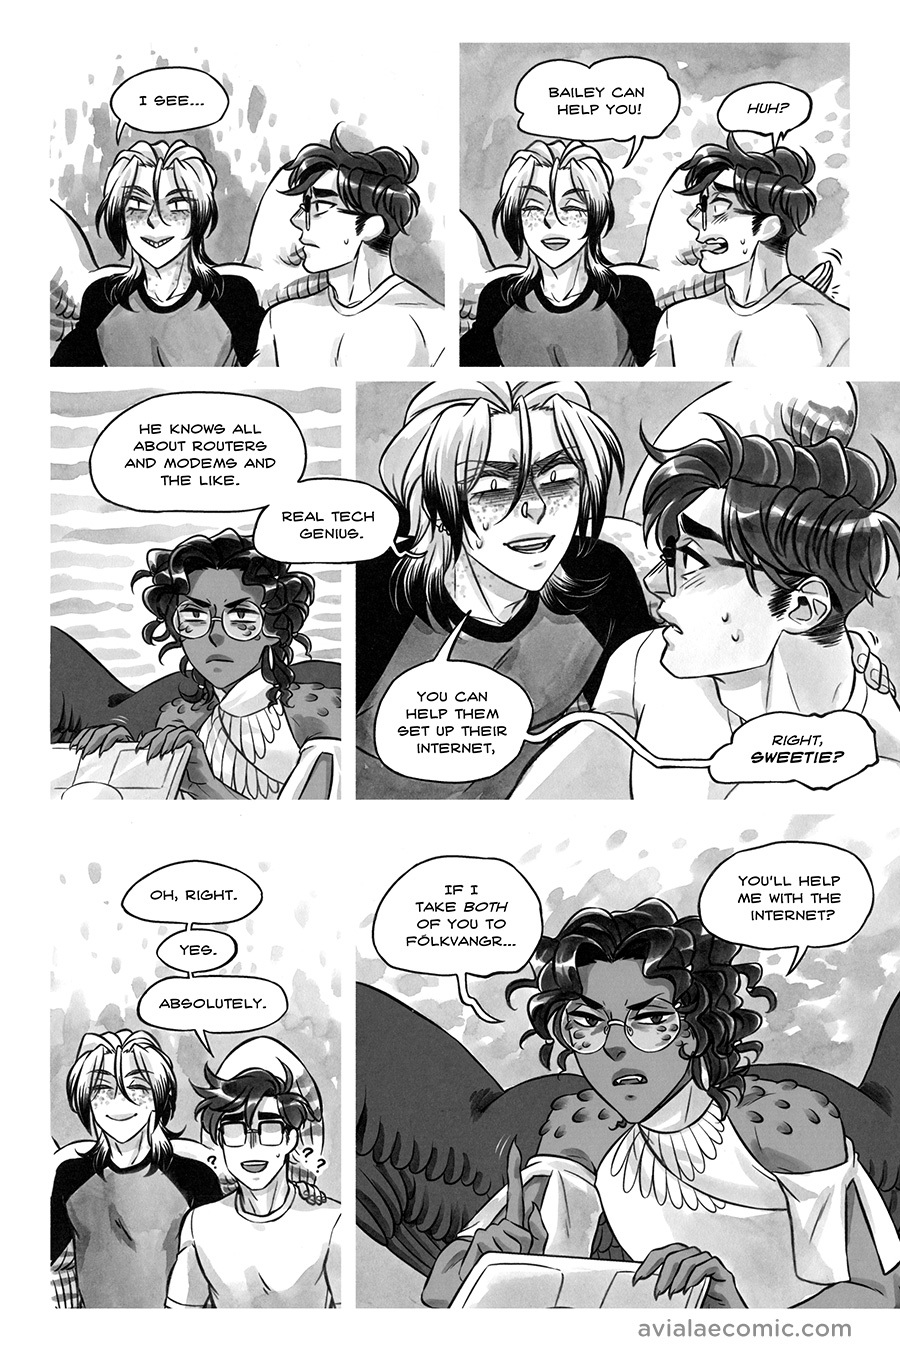 I SEE...
BAILEY CAN
HELP YOU!
HUH?
HE KNOWS ALL
ABOUT ROUTERS
AND MODEMS AND
THE LIKE.
REAL TECH
GENIUS.
YOU CAN
HELP THEM
SET UP THEIR
INTERNET,
RIGHT,
SWEETIE?
OH, RIGHT.
YES.
ABSOLUTELY.
? ? ?
IF I
TAKE BOTH
OF YOU TO
FÓLKVANGR...
YOU'LL HELP
ME WITH THE
INTERNET?
avialaecomic.com